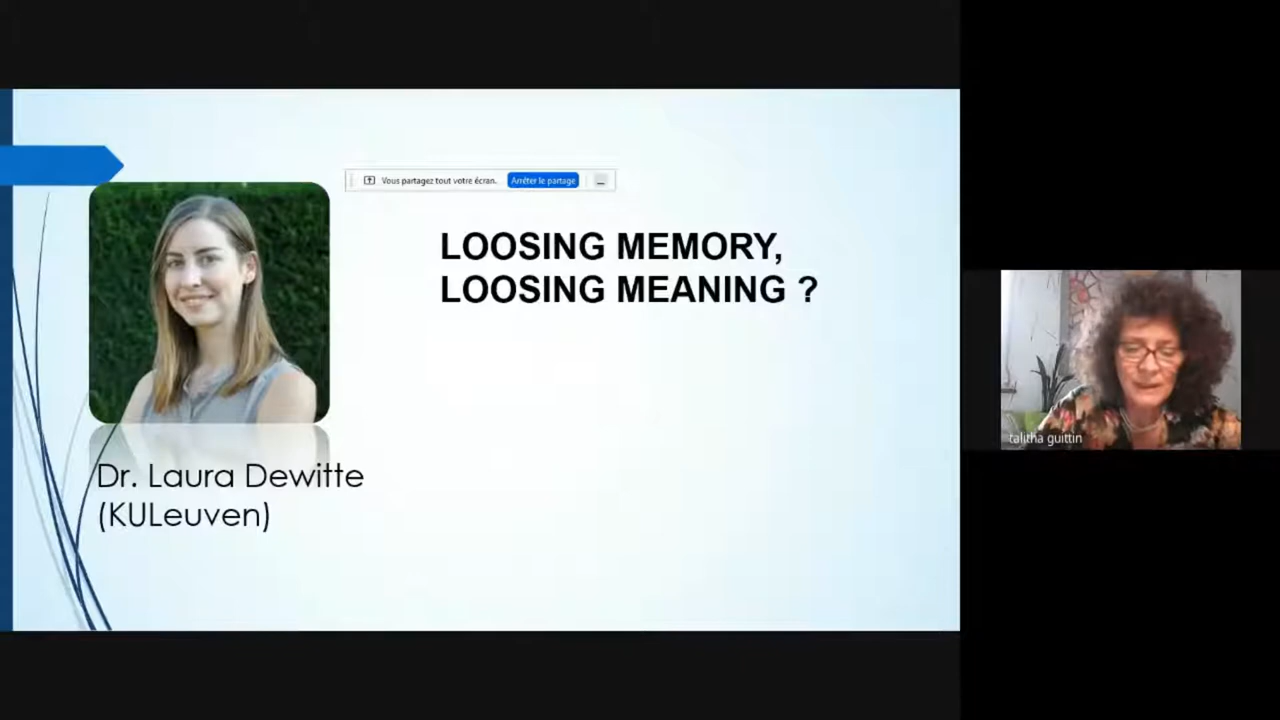 Vous partagez tout votre écran. Arrêter le partage
LOOSING MEMORY,
LOOSING MEANING ?
Dr. Laura Dewitte
(KULeuven)
talitha guittin